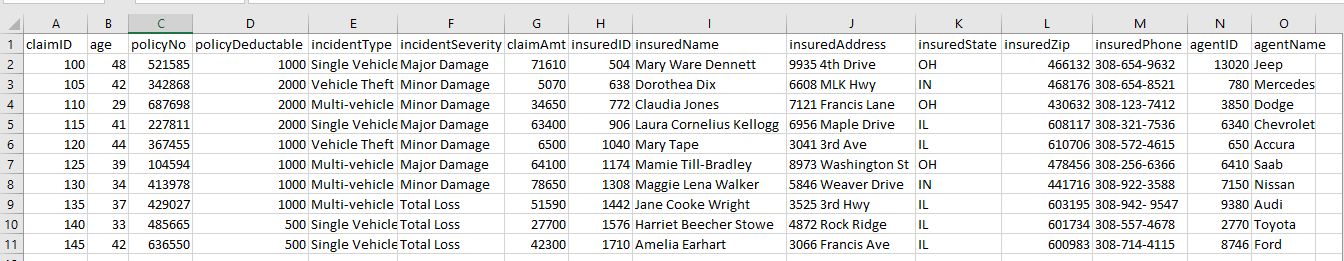 A B C D E F G H I J K L M N O
1 claimID age policyNo policyDeductable incidentType incidentSeverity claimAmt insuredID insuredName insuredAddress insuredState insuredZip insuredPhone agentID agentName
2 100 48 521585 1000 Single Vehicle Major Damage 71610 504 Mary Ware Dennett 9935 4th Drive OH 466132 308-654-9632 13020 Jeep
3 105 42 342868 2000 Vehicle Theft Minor Damage 5070 638 Dorothea Dix 6608 MLK Hwy IN 468176 308-654-8521 780 Mercedes
4 110 29 687698 2000 Multi-vehicle Minor Damage 34650 772 Claudia Jones 7121 Francis Lane OH 430632 308-123-7412 3850 Dodge
5 115 41 227811 2000 Single Vehicle Major Damage 63400 906 Laura Cornelius Kellogg 6956 Maple Drive IL 608117 308-321-7536 6340 Chevrolet
6 120 44 367455 1000 Vehicle Theft Minor Damage 6500 1040 Mary Tape 3041 3rd Ave IL 610706 308-572-4615 650 Accura
7 125 39 104594 1000 Multi-vehicle Major Damage 64100 1174 Mamie Till-Bradley 8973 Washington St OH 478456 308-256-6366 6410 Saab
8 130 34 413978 1000 Multi-vehicle Minor Damage 78650 1308 Maggie Lena Walker 5846 Weaver Drive IN 441716 308-922-3588 7150 Nissan
9 135 37 429027 1000 Multi-vehicle Total Loss 51590 1442 Jane Cooke Wright 3525 3rd Hwy IL 603195 308-942- 9547 9380 Audi
10 140 33 485665 500 Single Vehicle Total Loss 27700 1576 Harriet Beecher Stowe 4872 Rock Ridge IL 601734 308-557-4678 2770 Toyota
11 145 42 636550 500 Single Vehicle Total Loss 42300 1710 Amelia Earhart 3066 Francis Ave IL 600983 308-714-4115 8746 Ford